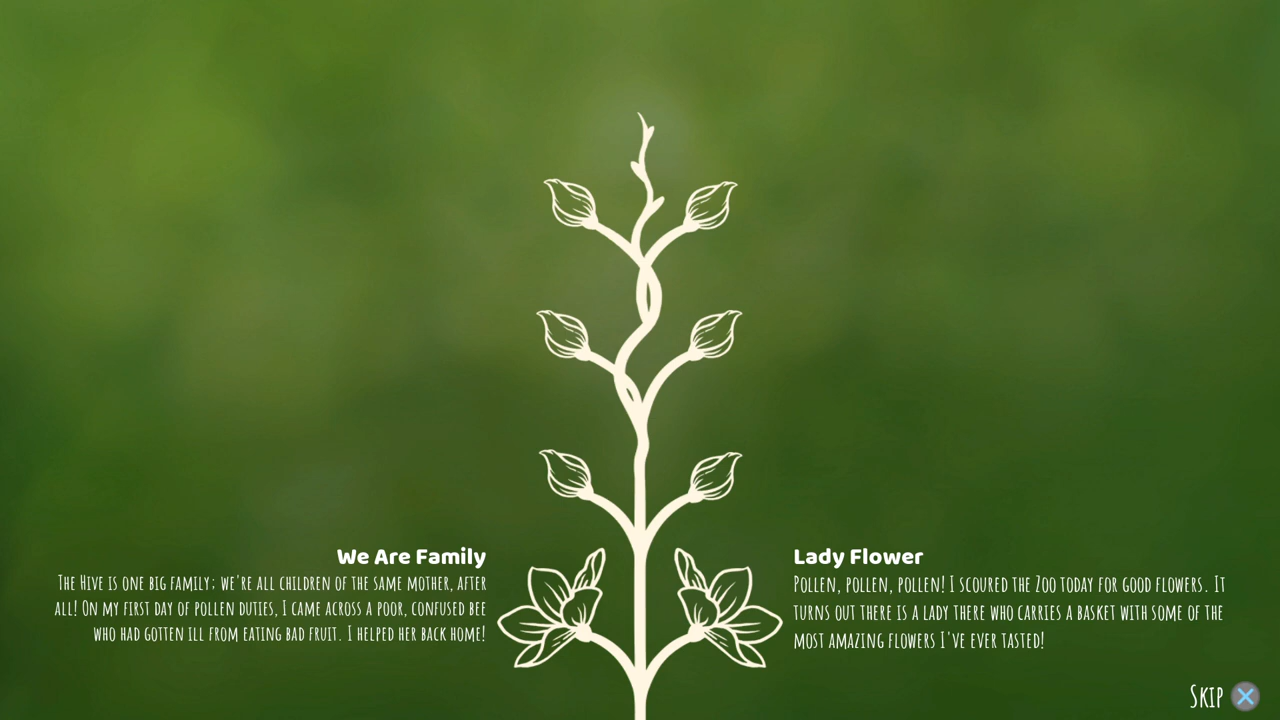 We Are Family
The Hive is one big family; we're all children of the same mother, after
all! On my first day of pollen duties, I came across a poor, confused bee
who had gotten ill from eating bad fruit. I helped her back home!
Lady Flower
Pollen, pollen, pollen! I scoured the Zoo today for good flowers. It
turns out there is a lady there who carries a basket with some of the
most amazing flowers I've ever tasted!
Skip